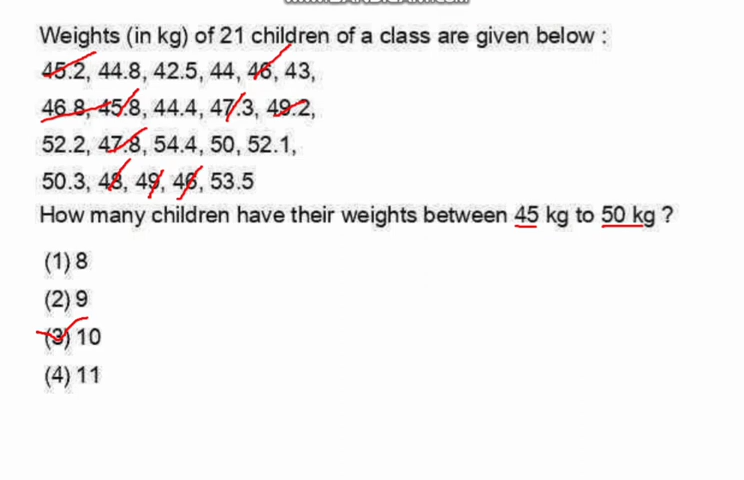 Weights (in kg) of 21 children of a class are given below :
45.2, 44.8, 42.5, 44, 46, 43,
46.8, 45.8, 44.4, 47.3, 49.2,
52.2, 47.8, 54.4, 50, 52.1,
50.3, 48, 49, 46, 53.5
How many children have their weights between 45 kg to 50 kg ?
(1) 8
(2) 9
(3) 10
(4) 11